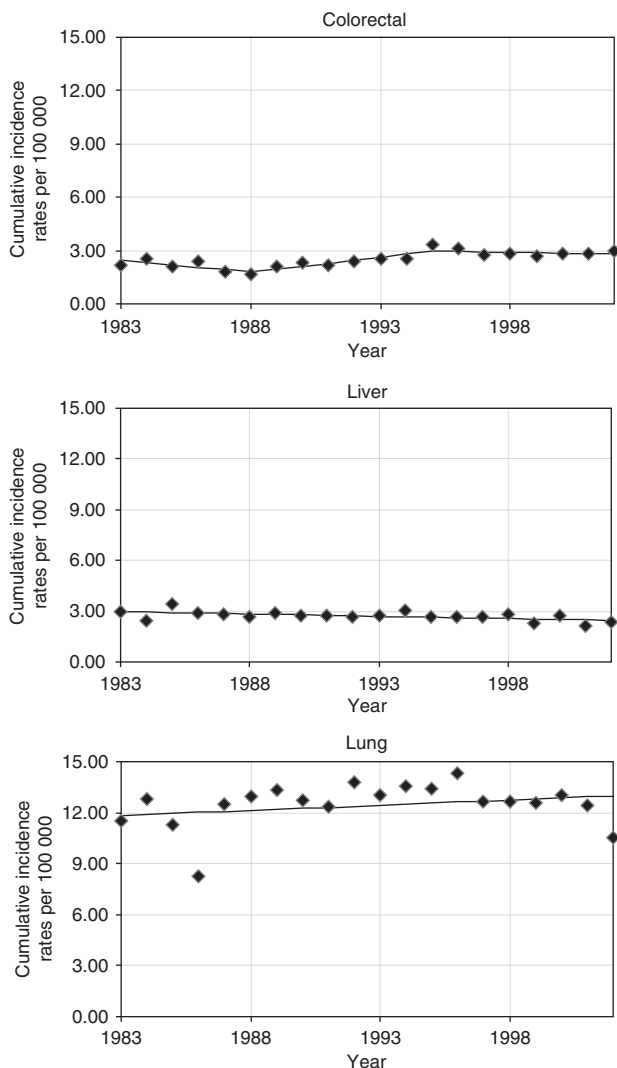 Colorectal
Cumulative incidence
rates per 100 000
15.00
12.00
9.00
6.00
3.00
0.00
1983
1988
1993
1998
Year
Liver
Cumulative incidence
rates per 100 000
15.00
12.00
9.00
6.00
3.00
0.00
1983
1988
1993
1998
Year
Lung
Cumulative incidence
rates per 100 000
15.00
12.00
9.00
6.00
3.00
0.00
1983
1988
1993
1998
Year